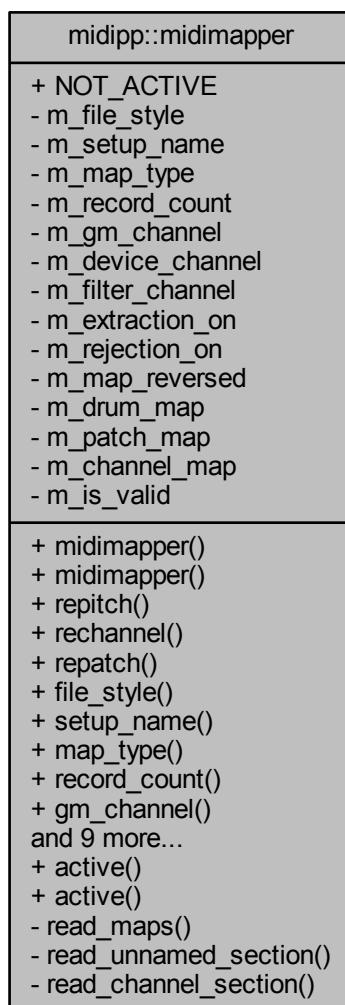 midipp::midimapper
+ NOT_ACTIVE
- m_file_style
- m_setup_name
- m_map_type
- m_record_count
- m_gm_channel
- m_device_channel
- m_filter_channel
- m_extraction_on
- m_rejection_on
- m_map_reversed
- m_drum_map
- m_patch_map
- m_channel_map
- m_is_valid
+ midimapper()
+ midimapper()
+ repitch()
+ rechannel()
+ repatch()
+ file_style()
+ setup_name()
+ map_type()
+ record_count()
+ gm_channel()
and 9 more...
+ active()
+ active()
- read_maps()
- read_unnamed_section()
- read_channel_section()